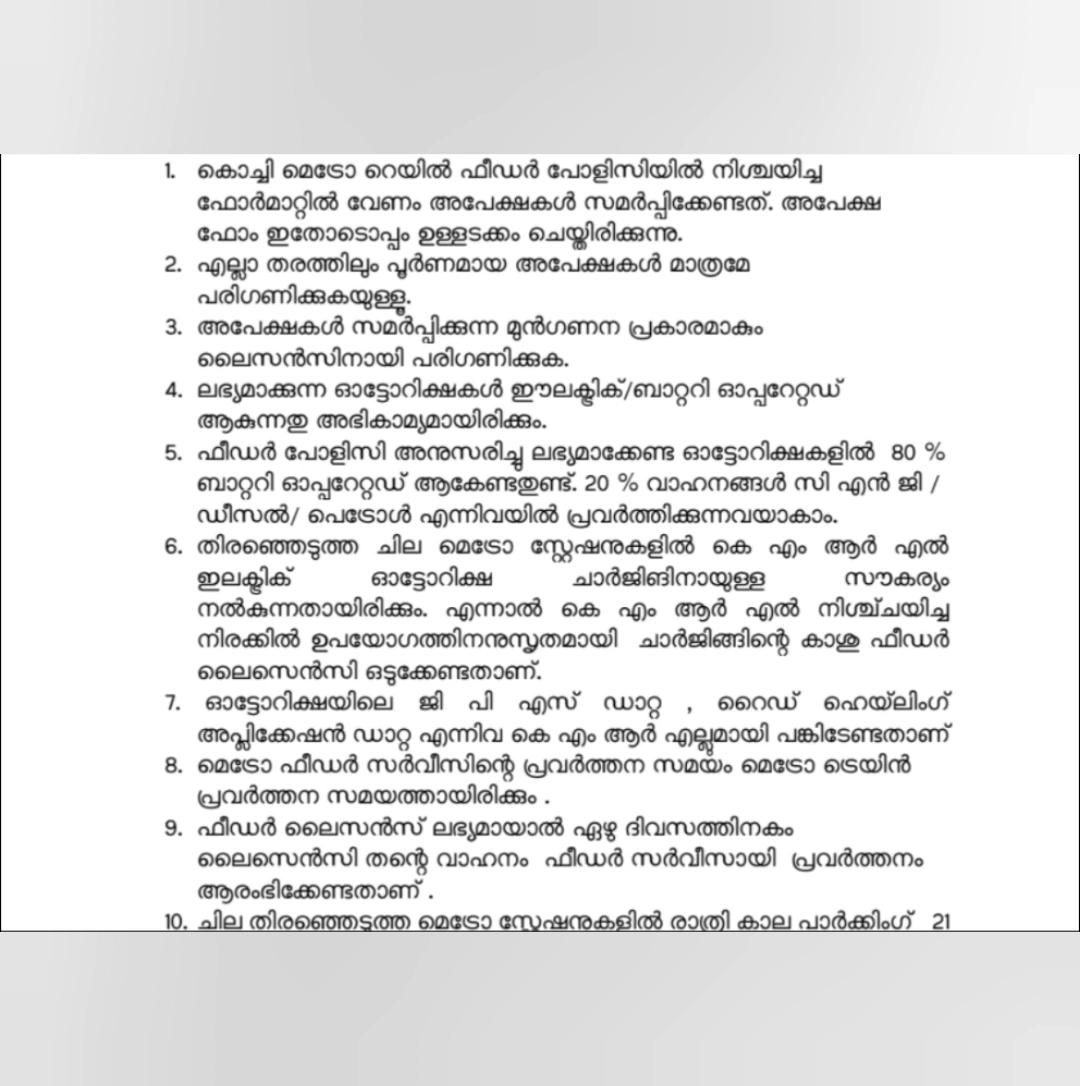 1. കൊച്ചി മെട്രോ റെയിൽ ഫീഡർ പോളിസിയിൽ നിശ്ചയിച്ച
ഫോർമാറ്റിൽ വേണം അപേക്ഷകൾ സമർപ്പിക്കേണ്ടത്. അപേക്ഷ
ഫോം ഇതോടൊപ്പം ഉള്ളടക്കം ചെയ്തിരിക്കുന്നു.
2. എല്ലാ തരത്തിലും പൂർണമായ അപേക്ഷകൾ മാത്രമേ
പരിഗണിക്കുകയുള്ളൂ.
3. അപേക്ഷകൾ സമർപ്പിക്കുന്ന മുൻഗണന പ്രകാരമാകും
ലൈസൻസിനായി പരിഗണിക്കുക.
4. ലഭ്യമാക്കുന്ന ഓട്ടോറിക്ഷകൾ ഈലക്ട്രിക്/ബാറ്ററി ഓപ്പറേറ്റഡ്
ആകുന്നതു അഭികാമ്യമായിരിക്കും.
5. ഫീഡർ പോളിസി അനുസരിച്ചു ലഭ്യമാക്കേണ്ട ഓട്ടോറിക്ഷകളിൽ 80 %
ബാറ്ററി ഓപ്പറേറ്റഡ് ആകേണ്ടതുണ്ട്. 20 % വാഹനങ്ങൾ സി എൻ ജി /
ഡീസൽ/ പെട്രോൾ എന്നിവയിൽ പ്രവർത്തിക്കുന്നവയാകാം.
6. തിരഞ്ഞെടുത്ത ചില മെട്രോ സ്റ്റേഷനുകളിൽ കെ എം ആർ എൽ
ഇലക്ട്രിക് ഓട്ടോറിക്ഷ ചാർജിങിനായുള്ള സൗകര്യം
നൽകുന്നതായിരിക്കും. എന്നാൽ കെ എം ആർ എൽ നിശ്ച്ചയിച്ച
നിരക്കിൽ ഉപയോഗത്തിനനുസൃതമായി ചാർജിങ്ങിന്റെ കാശു ഫീഡർ
ലൈസെൻസി ഒടുക്കേണ്ടതാണ്.
7. ഓട്ടോറിക്ഷയിലെ ജി പി എസ് ഡാറ്റ , റൈഡ് ഹെയ്‌ലിംഗ്
അപ്ലിക്കേഷൻ ഡാറ്റ എന്നിവ കെ എം ആർ എല്ലുമായി പങ്കിടേണ്ടതാണ്
8. മെട്രോ ഫീഡർ സർവീസിന്റെ പ്രവർത്തന സമയം മെട്രോ ട്രെയിൻ
പ്രവർത്തന സമയത്തായിരിക്കും .
9. ഫീഡർ ലൈസൻസ് ലഭ്യമായാൽ ഏഴു ദിവസത്തിനകം
ലൈസെൻസി തന്റെ വാഹനം ഫീഡർ സർവീസായി പ്രവർത്തനം
ആരംഭിക്കേണ്ടതാണ് .
10. ചില തിരഞ്ഞെടുത്ത മെട്രോ സ്റ്റേഷനുകളിൽ രാത്രി കാല പാർക്കിംഗ് 21